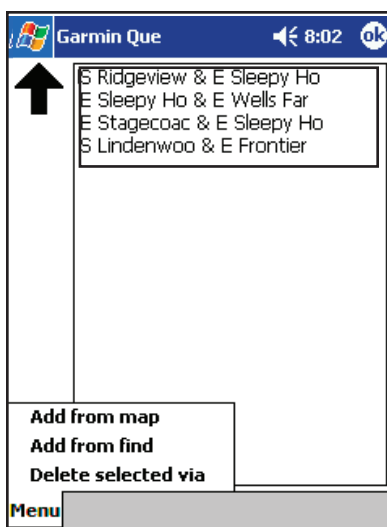 Garmin Que 8:02 ok
S Ridgeview & E Sleepy Ho
E Sleepy Ho & E Wells Far
E Stagecoac & E Sleepy Ho
S Lindenwoo & E Frontier
Add from map
Add from find
Delete selected via
Menu